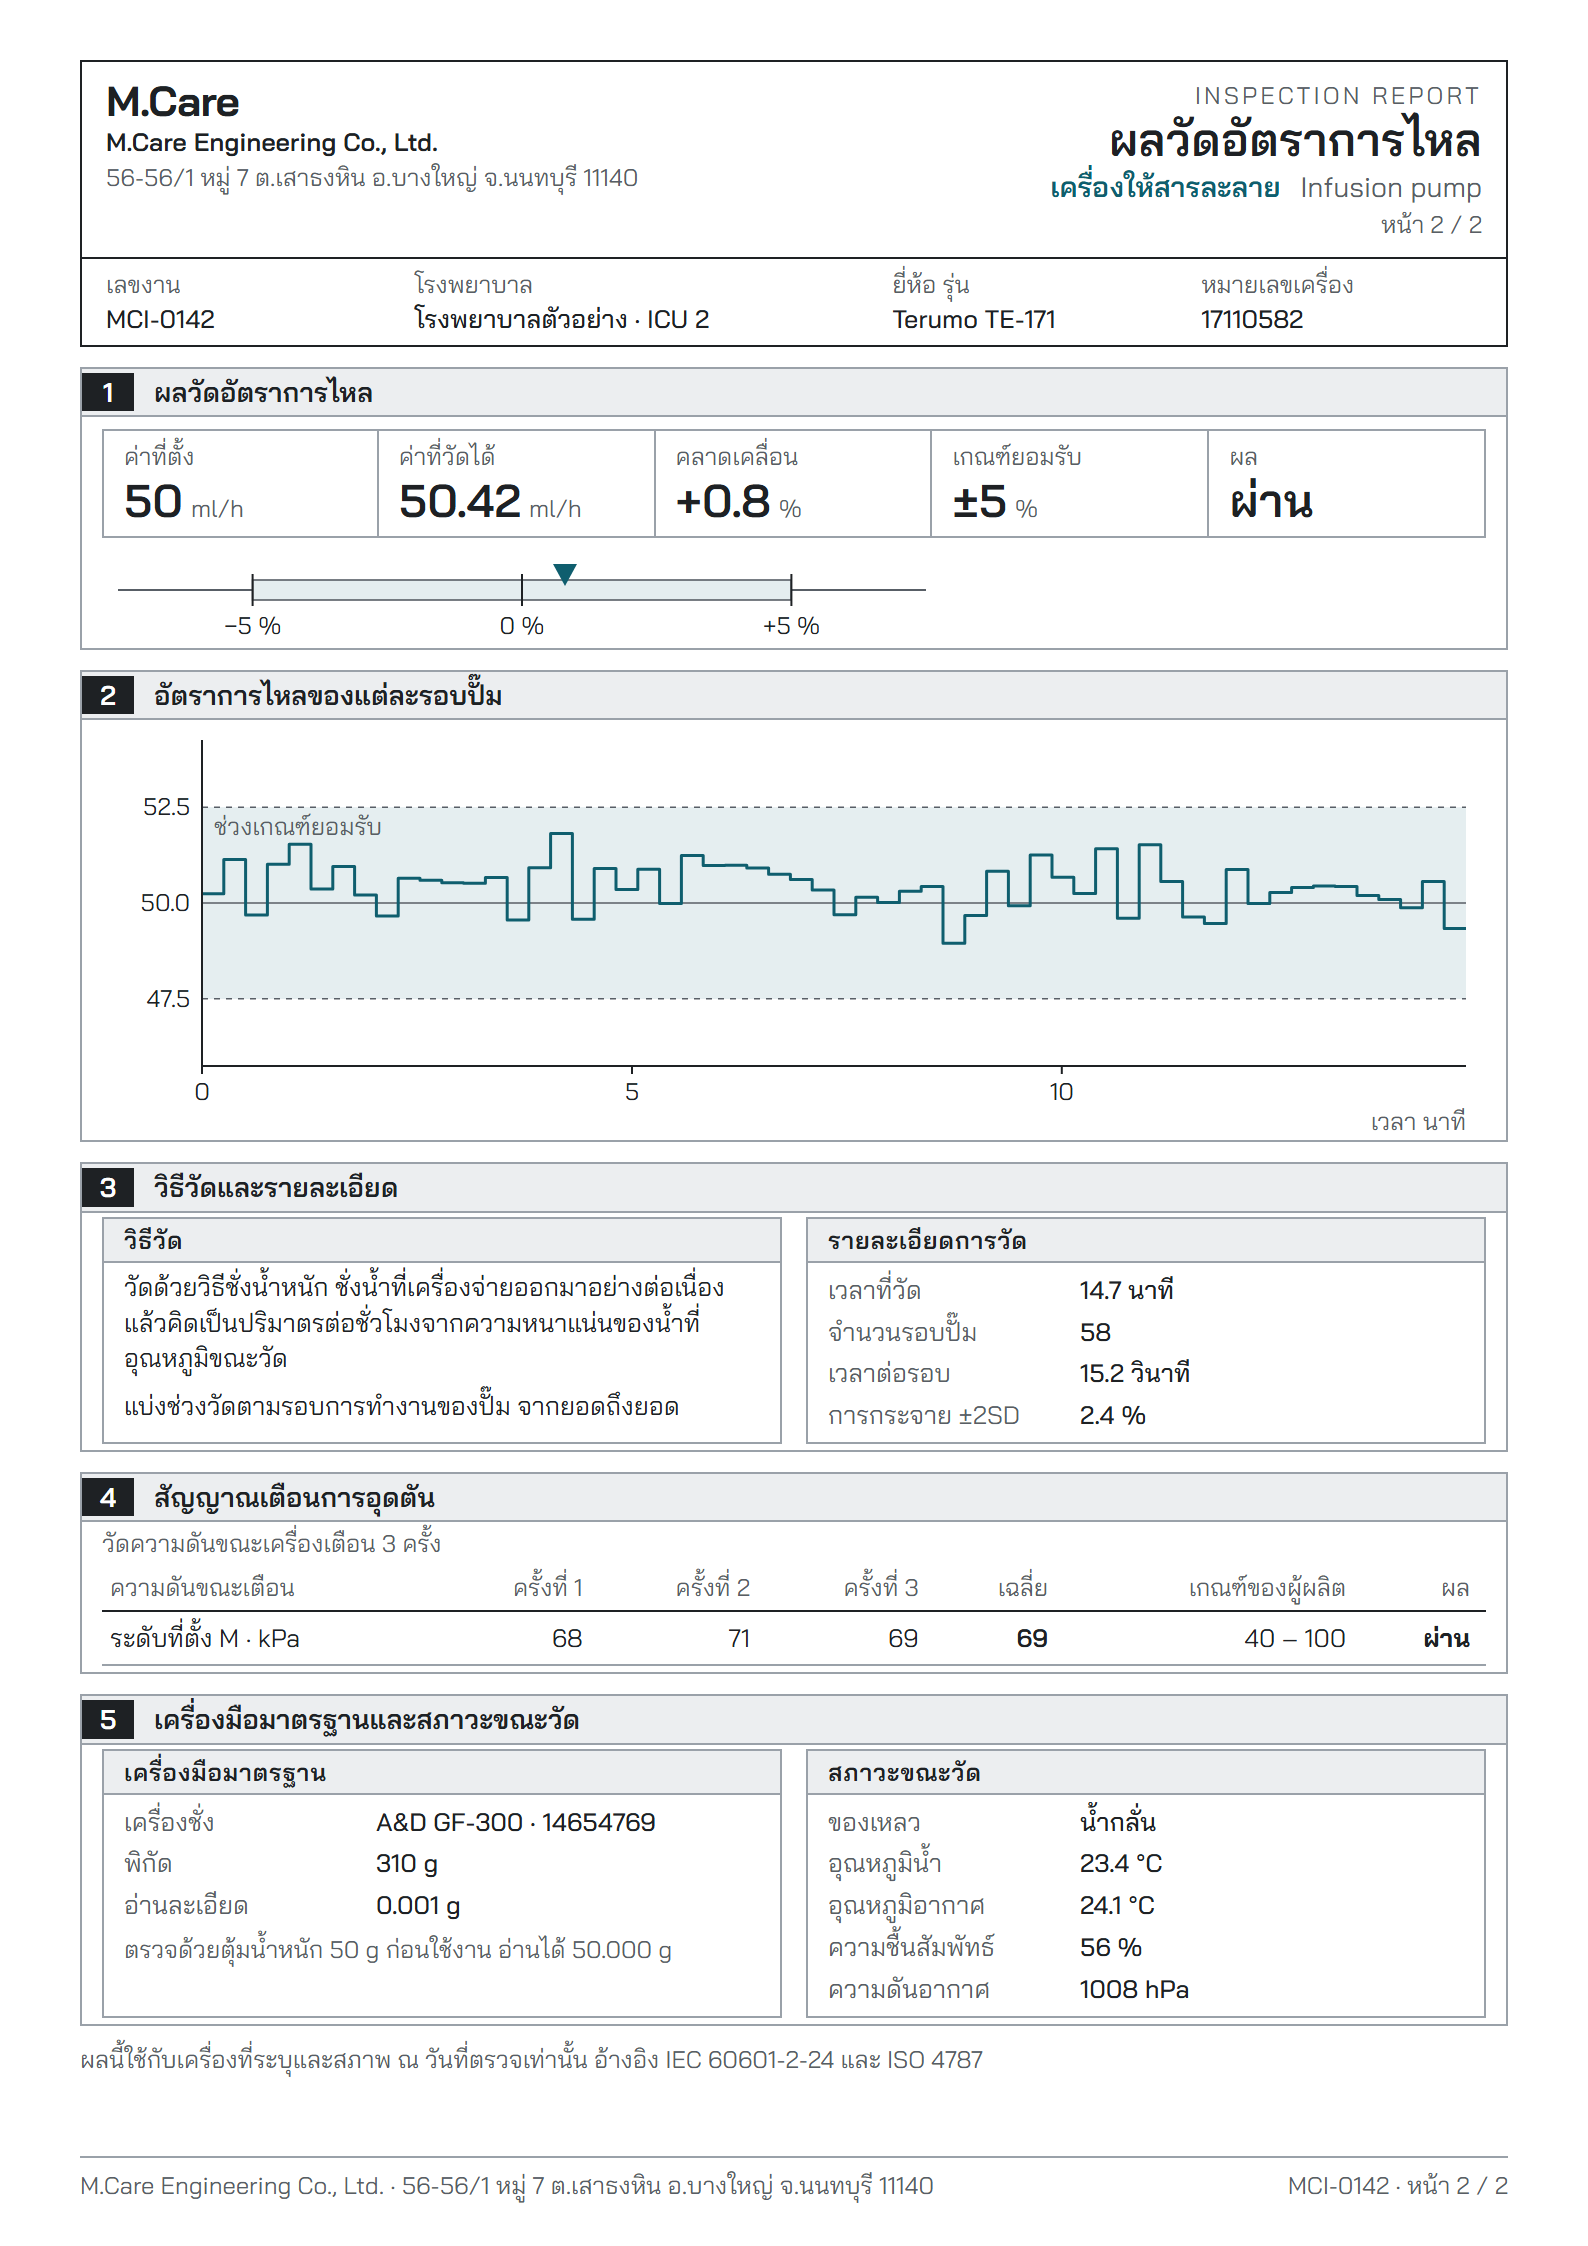 M.Care
M.Care Engineering Co., Ltd.
56-56/1 หมู่ 7 ต.เสาธงหิน อ.บางใหญ่ จ.นนทบุรี 11140
INSPECTION REPORT
ผลวัดอัตราการไหล
เครื่องให้สารละลาย Infusion pump
หน้า 2 / 2
เลขงาน โรงพยาบาล ยี่ห้อ รุ่น หมายเลขเครื่อง
MCI-0142 โรงพยาบาลตัวอย่าง · ICU 2 Terumo TE-171 17110582
1 ผลวัดอัตราการไหล
ค่าที่ตั้ง ค่าที่วัดได้ คลาดเคลื่อน เกณฑ์ยอมรับ ผล
50 ml/h 50.42 ml/h +0.8 % ±5 % ผ่าน
−5 % 0 % +5 %
2 อัตราการไหลของแต่ละรอบปั๊ม
52.5
ช่วงเกณฑ์ยอมรับ
50.0
47.5
0 5 10
เวลา นาที
3 วิธีวัดและรายละเอียด
วิธีวัด
วัดด้วยวิธีชั่งน้ำหนัก ชั่งน้ำที่เครื่องจ่ายออกมาอย่างต่อเนื่อง
แล้วคิดเป็นปริมาตรต่อชั่วโมงจากความหนาแน่นของน้ำที่
อุณหภูมิขณะวัด
แบ่งช่วงวัดตามรอบการทำงานของปั๊ม จากยอดถึงยอด
รายละเอียดการวัด
เวลาที่วัด 14.7 นาที
จำนวนรอบปั๊ม 58
เวลาต่อรอบ 15.2 วินาที
การกระจาย ±2SD 2.4 %
4 สัญญาณเตือนการอุดตัน
วัดความดันขณะเครื่องเตือน 3 ครั้ง
ความดันขณะเตือน ครั้งที่ 1 ครั้งที่ 2 ครั้งที่ 3 เฉลี่ย เกณฑ์ของผู้ผลิต ผล
ระดับที่ตั้ง M · kPa 68 71 69 69 40 – 100 ผ่าน
5 เครื่องมือมาตรฐานและสภาวะขณะวัด
เครื่องมือมาตรฐาน
เครื่องชั่ง A&D GF-300 · 14654769
พิกัด 310 g
อ่านละเอียด 0.001 g
ตรวจด้วยตุ้มน้ำหนัก 50 g ก่อนใช้งาน อ่านได้ 50.000 g
สภาวะขณะวัด
ของเหลว น้ำกลั่น
อุณหภูมิน้ำ 23.4 °C
อุณหภูมิอากาศ 24.1 °C
ความชื้นสัมพัทธ์ 56 %
ความดันอากาศ 1008 hPa
ผลนี้ใช้กับเครื่องที่ระบุและสภาพ ณ วันที่ตรวจเท่านั้น อ้างอิง IEC 60601-2-24 และ ISO 4787
M.Care Engineering Co., Ltd. · 56-56/1 หมู่ 7 ต.เสาธงหิน อ.บางใหญ่ จ.นนทบุรี 11140
MCI-0142 · หน้า 2 / 2